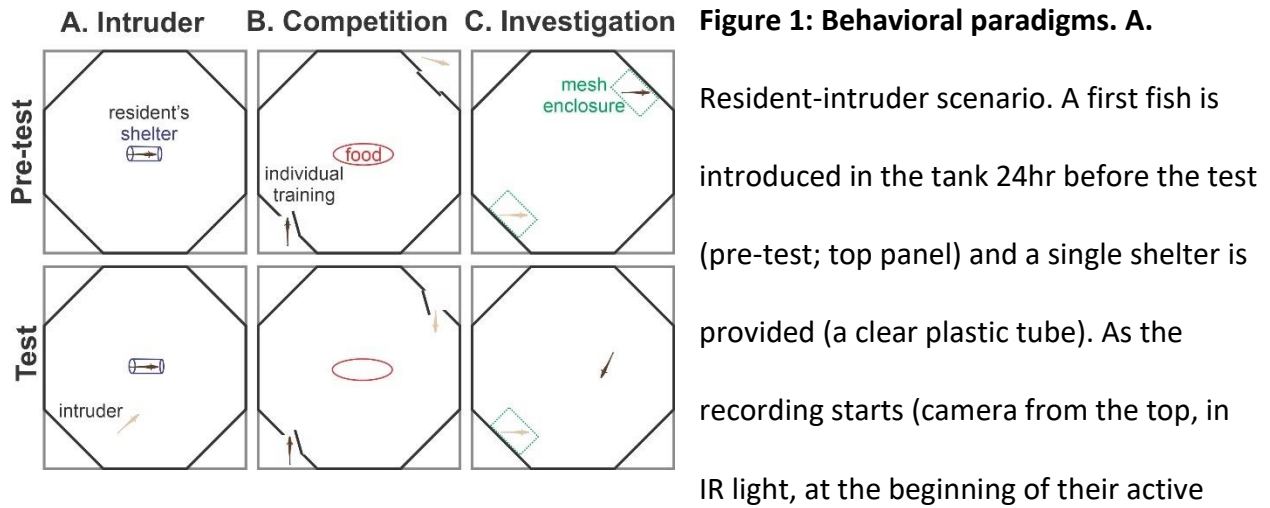 A. Intruder
B. Competition
C. Investigation
Pre-test
resident's
shelter
food
individual
training
mesh
enclosure
Test
intruder
Figure 1: Behavioral paradigms. A.
Resident-intruder scenario. A first fish is
introduced in the tank 24hr before the test
(pre-test; top panel) and a single shelter is
provided (a clear plastic tube). As the
recording starts (camera from the top, in
IR light, at the beginning of their active